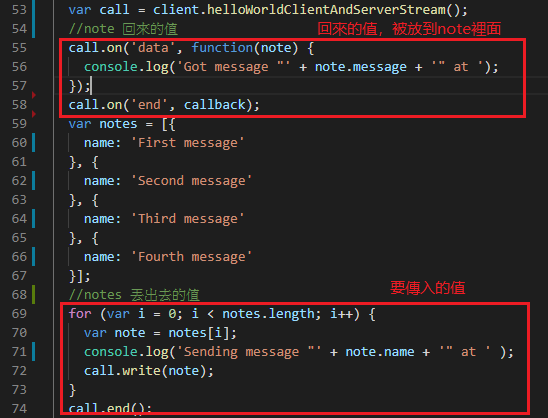 53 var call = client.helloWorldClientAndServerStream();
54 //note 回來的值 回來的值，被放到note裡面
55 call.on('data', function(note) {
56 console.log('Got message "' + note.message + '" at ');
57 });
58 call.on('end', callback);
59 var notes = [{
60 name: 'First message'
61 }, {
62 name: 'Second message'
63 }, {
64 name: 'Third message'
65 }, {
66 name: 'Fourth message'
67 }];
68 //notes 丟出去的值 要傳入的值
69 for (var i = 0; i < notes.length; i++) {
70 var note = notes[i];
71 console.log('Sending message "' + note.name + '" at ' );
72 call.write(note);
73 }
74 call.end();